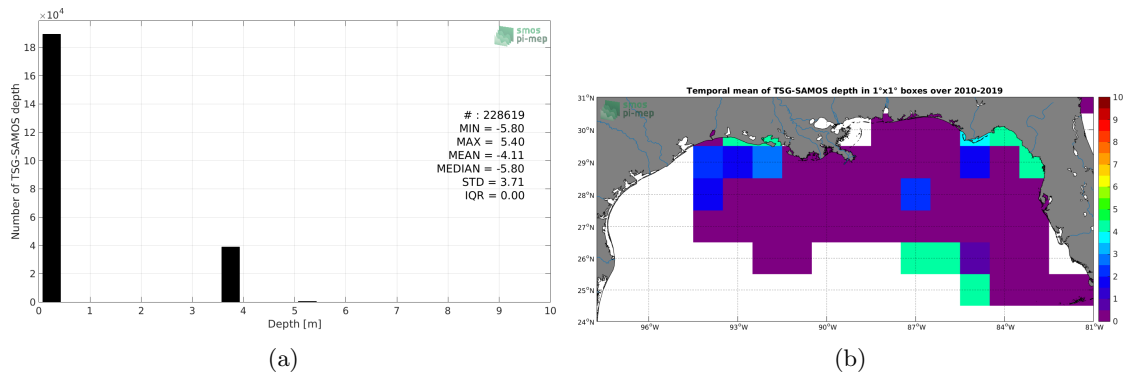 ×10⁴
smos
pi-mep
18
16
14
12
10
8
6
4
2
0
Number of TSG-SAMOS depth
# : 228619
MIN = -5.80
MAX = 5.40
MEAN = -4.11
MEDIAN = -5.80
STD = 3.71
IQR = 0.00
0 1 2 3 4 5 6 7 8 9 10
Depth [m]
(a)
Temporal mean of TSG-SAMOS depth in 1°x1° boxes over 2010-2019
smos
pi-mep
31°N
30°N
29°N
28°N
27°N
26°N
25°N
24°N
96°W 93°W 90°W 87°W 84°W 81°W
10
9
8
7
6
5
4
3
2
1
0
(b)